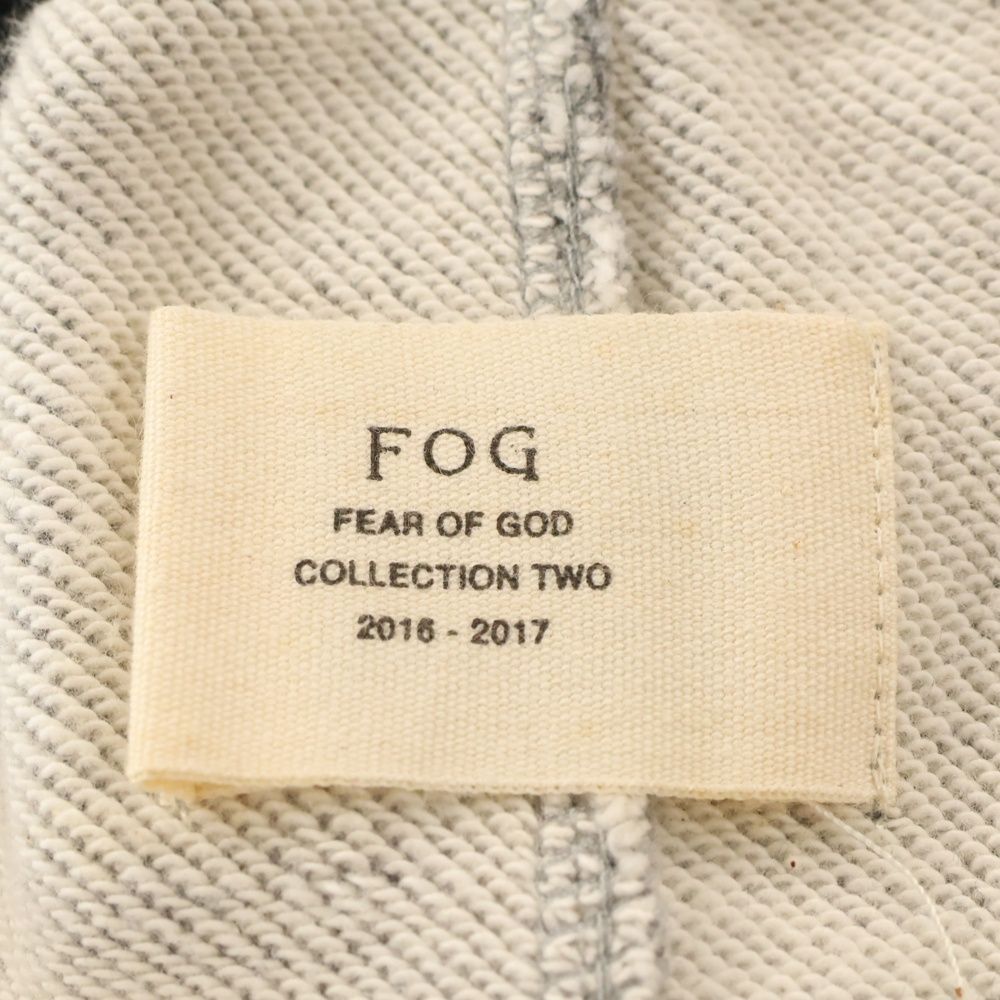 FOG
FEAR OF GOD
COLLECTION TWO
2016 - 2017